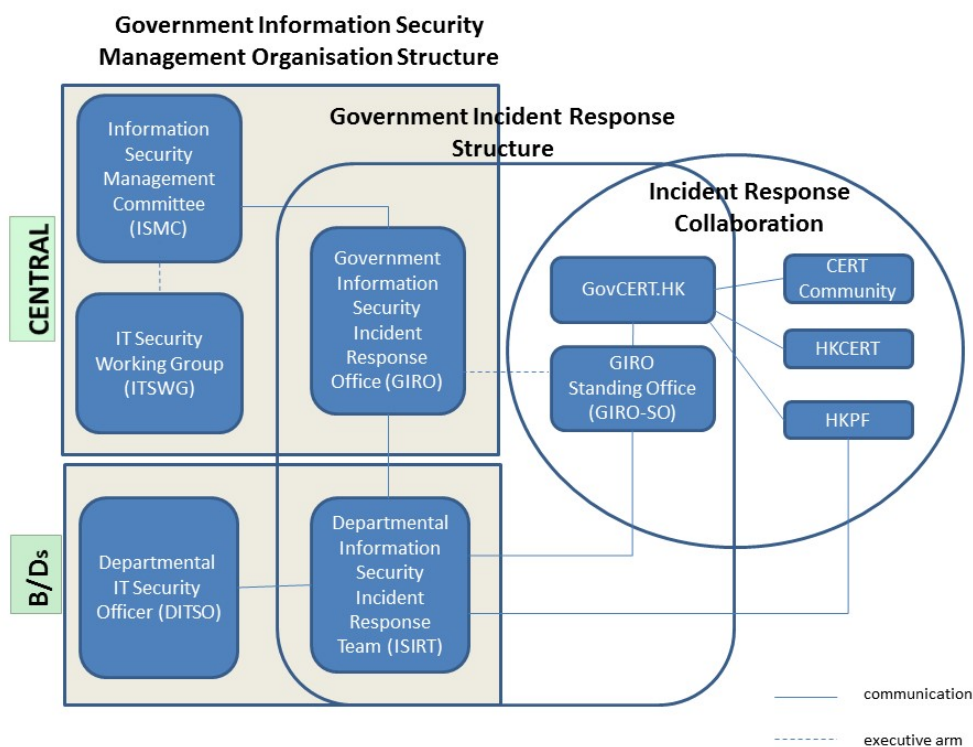 Government Information Security
Management Organisation Structure
Government Incident Response
Structure
Incident Response
Collaboration
CENTRAL
Information
Security
Management
Committee
(ISMC)
IT Security
Working Group
(ITSWG)
Government
Information
Security
Incident
Response
Office (GIRO)
GovCERT.HK
GIRO
Standing Office
(GIRO-SO)
CERT
Community
HKCERT
HKPF
B/Ds
Departmental
IT Security
Officer (DITSO)
Departmental
Information
Security
Incident
Response
Team (ISIRT)
communication
executive arm